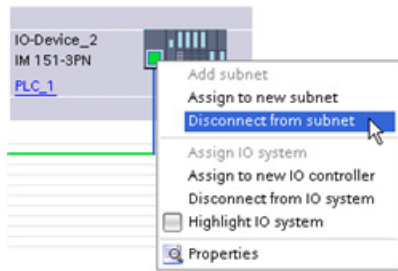 IO-Device_2
IM 151-3PN
PLC_1
Add subnet
Assign to new subnet
Disconnect from subnet
Assign IO system
Assign to new IO controller
Disconnect from IO system
Highlight IO system
Properties